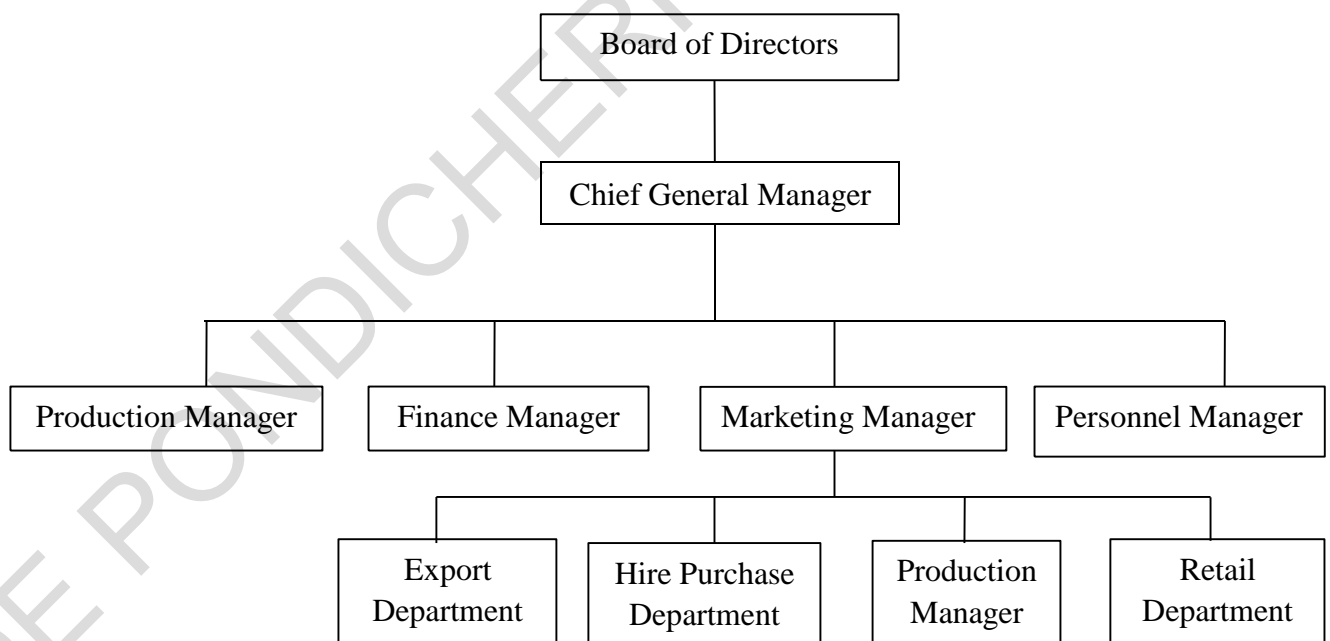 Board of Directors
Chief General Manager
Production Manager
Finance Manager
Marketing Manager
Personnel Manager
Export
Department
Hire Purchase
Department
Production
Manager
Retail
Department
E PONDICHER